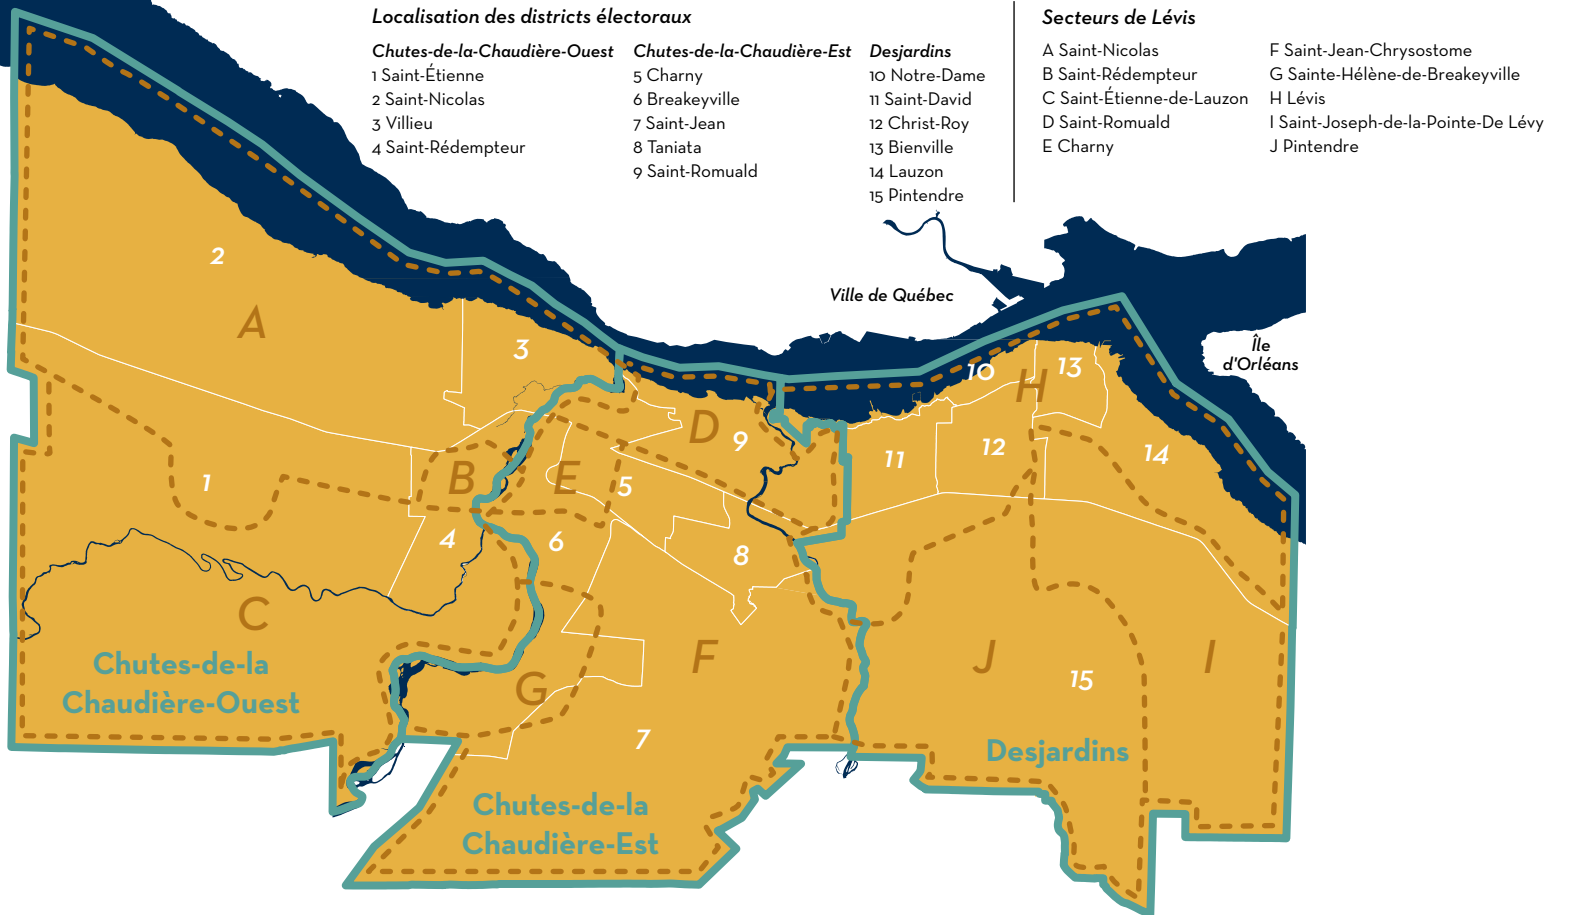 Localisation des districts électoraux
Chutes-de-la-Chaudière-Ouest
1 Saint-Étienne
2 Saint-Nicolas
3 Villieu
4 Saint-Rédempteur
Chutes-de-la-Chaudière-Est
5 Charny
6 Breakeyville
7 Saint-Jean
8 Taniata
9 Saint-Romuald
Desjardins
10 Notre-Dame
11 Saint-David
12 Christ-Roy
13 Bienville
14 Lauzon
15 Pintendre
Secteurs de Lévis
A Saint-Nicolas
B Saint-Rédempteur
C Saint-Étienne-de-Lauzon
D Saint-Romuald
E Charny
F Saint-Jean-Chrysostome
G Sainte-Hélène-de-Breakeyville
H Lévis
I Saint-Joseph-de-la-Pointe-De Lévy
J Pintendre
Ville de Québec
Île
d'Orléans
2
A
3
10
13
H
D
9
11
12
14
1
B
E
5
4
6
8
C
F
J
I
15
G
7
Chutes-de-la
Chaudière-Ouest
Chutes-de-la
Chaudière-Est
Desjardins